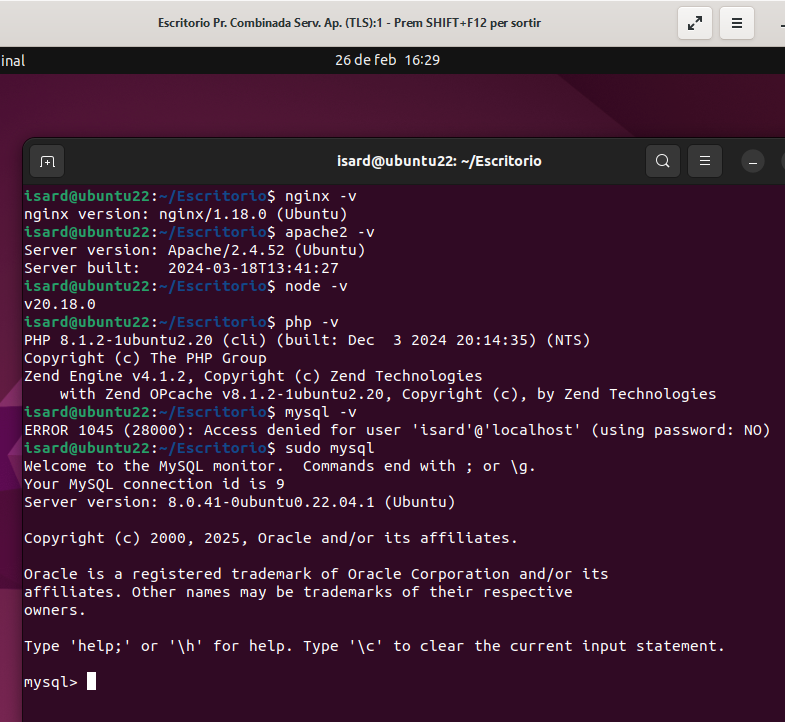 Escritorio Pr. Combinada Serv. Ap. (TLS):1 - Prem SHIFT+F12 per sortir
inal
26 de feb 16:29
isard@ubuntu22: ~/Escritorio
isard@ubuntu22:~/Escritorio$ nginx -v
nginx version: nginx/1.18.0 (Ubuntu)
isard@ubuntu22:~/Escritorio$ apache2 -v
Server version: Apache/2.4.52 (Ubuntu)
Server built:   2024-03-18T13:41:27
isard@ubuntu22:~/Escritorio$ node -v
v20.18.0
isard@ubuntu22:~/Escritorio$ php -v
PHP 8.1.2-1ubuntu2.20 (cli) (built: Dec  3 2024 20:14:35) (NTS)
Copyright (c) The PHP Group
Zend Engine v4.1.2, Copyright (c) Zend Technologies
    with Zend OPcache v8.1.2-1ubuntu2.20, Copyright (c), by Zend Technologies
isard@ubuntu22:~/Escritorio$ mysql -v
ERROR 1045 (28000): Access denied for user 'isard'@'localhost' (using password: NO)
isard@ubuntu22:~/Escritorio$ sudo mysql
Welcome to the MySQL monitor.  Commands end with ; or \g.
Your MySQL connection id is 9
Server version: 8.0.41-0ubuntu0.22.04.1 (Ubuntu)
Copyright (c) 2000, 2025, Oracle and/or its affiliates.
Oracle is a registered trademark of Oracle Corporation and/or its
affiliates. Other names may be trademarks of their respective
owners.
Type 'help;' or '\h' for help. Type '\c' to clear the current input statement.
mysql>